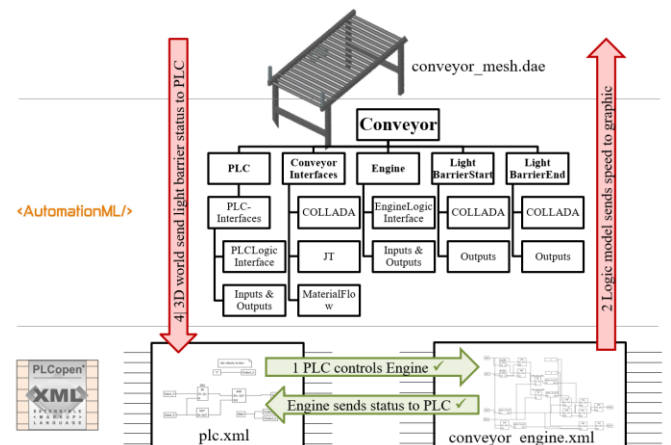 conveyor_mesh.dae
Conveyor
PLC
Conveyor
Interfaces
Engine
Light
BarrierStart
Light
BarrierEnd
PLC-
Interfaces
COLLADA
EngineLogic
Interface
COLLADA
COLLADA
PLCLogic
Interface
JT
Inputs &
Outputs
Outputs
Outputs
Inputs &
Outputs
MaterialFlo
w
<AutomationML/>
4| 3D world send light barrier status to PLC
2 Logic model sends speed to graphic
PLCopen
XML
EXTENSIBLE
MARKUP
LANGUAGE
1 PLC controls Engine ✓
Engine sends status to PLC ✓
plc.xml
conveyor_engine.xml